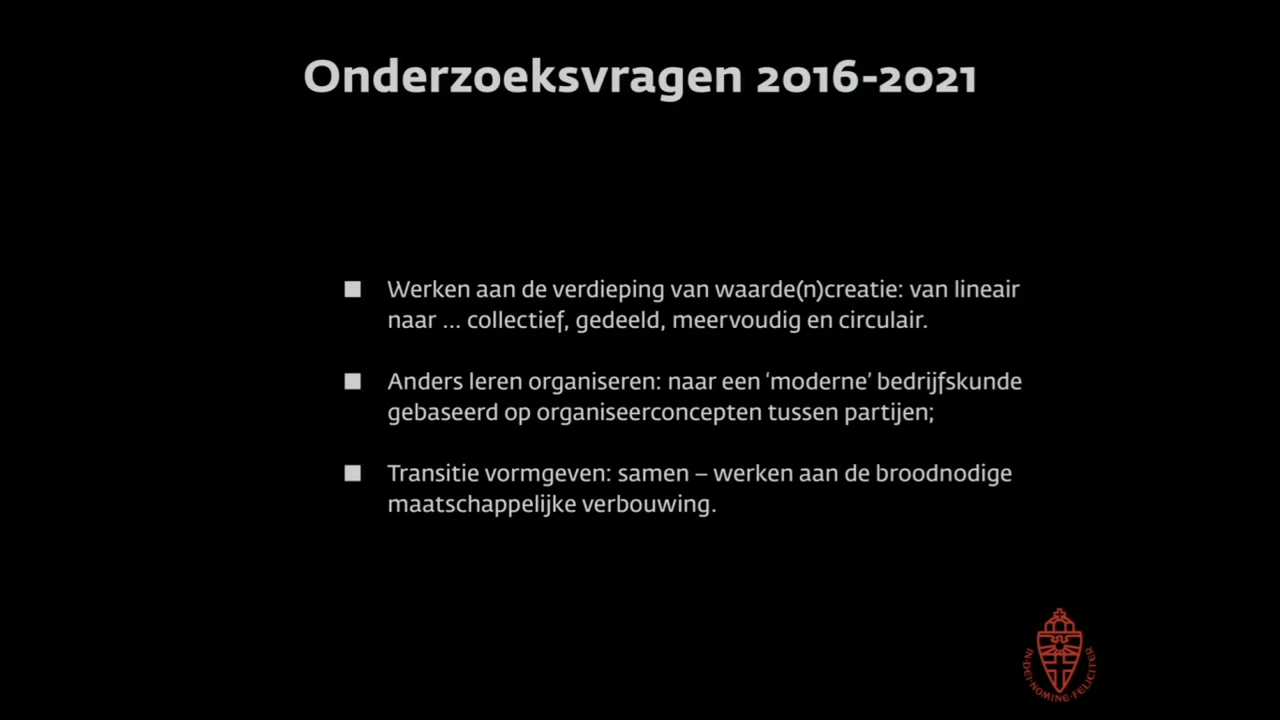 Onderzoeksvragen 2016-2021
■ Werken aan de verdieping van waarde(n)creatie: van lineair
naar ... collectief, gedeeld, meervoudig en circulair.
■ Anders leren organiseren: naar een ‘moderne’ bedrijfskunde
gebaseerd op organiseerconcepten tussen partijen;
■ Transitie vormgeven: samen – werken aan de broodnodige
maatschappelijke verbouwing.
IN·DEI·NOMINE·FELICITER